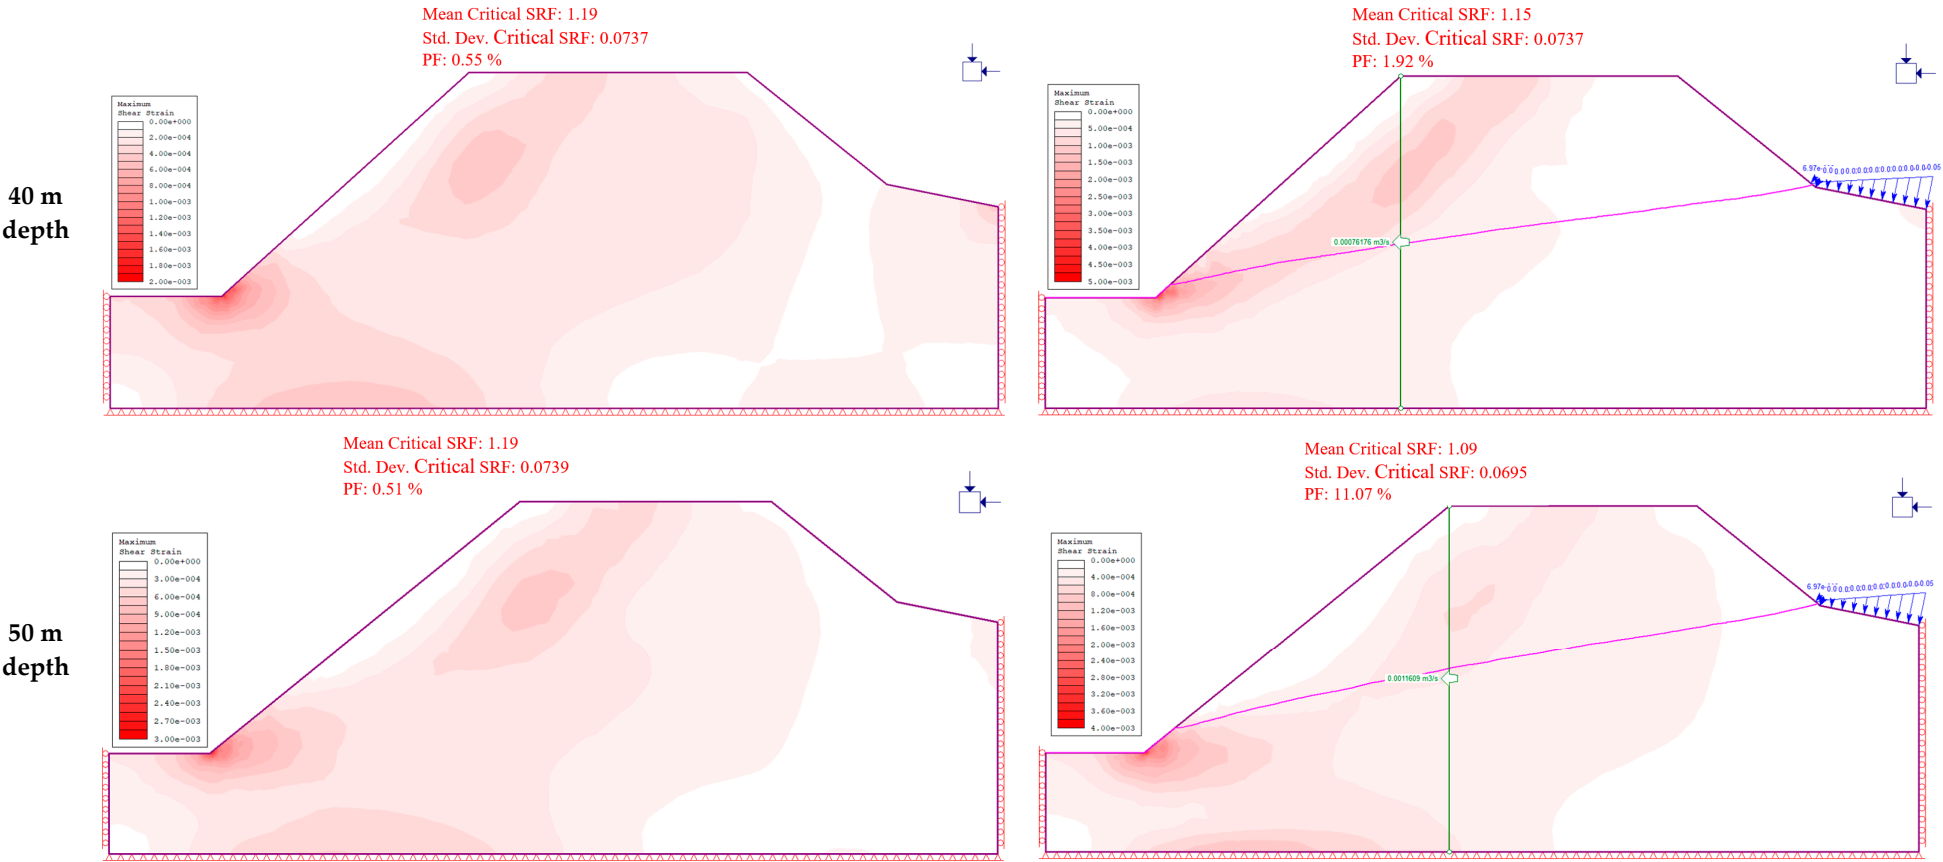 Mean Critical SRF: 1.19
Std. Dev. Critical SRF: 0.0737
PF: 0.55 %
Mean Critical SRF: 1.15
Std. Dev. Critical SRF: 0.0737
PF: 1.92 %
40 m
depth
Maximum
Shear Strain
0.00e+000
2.00e-004
4.00e-004
6.00e-004
8.00e-004
1.00e-003
1.20e-003
1.40e-003
1.60e-003
1.80e-003
2.00e-003
Maximum
Shear Strain
0.00e+000
5.00e-004
1.00e-003
1.50e-003
2.00e-003
2.50e-003
3.00e-003
3.50e-003
4.00e-003
4.50e-003
5.00e-003
0.00076176 m3/s
Mean Critical SRF: 1.19
Std. Dev. Critical SRF: 0.0739
PF: 0.51 %
Mean Critical SRF: 1.09
Std. Dev. Critical SRF: 0.0695
PF: 11.07 %
50 m
depth
Maximum
Shear Strain
0.00e+000
3.00e-004
6.00e-004
9.00e-004
1.20e-003
1.50e-003
1.80e-003
2.10e-003
2.40e-003
2.70e-003
3.00e-003
Maximum
Shear Strain
0.00e+000
4.00e-004
8.00e-004
1.20e-003
1.60e-003
2.00e-003
2.40e-003
2.80e-003
3.20e-003
3.60e-003
4.00e-003
0.0011609 m3/s